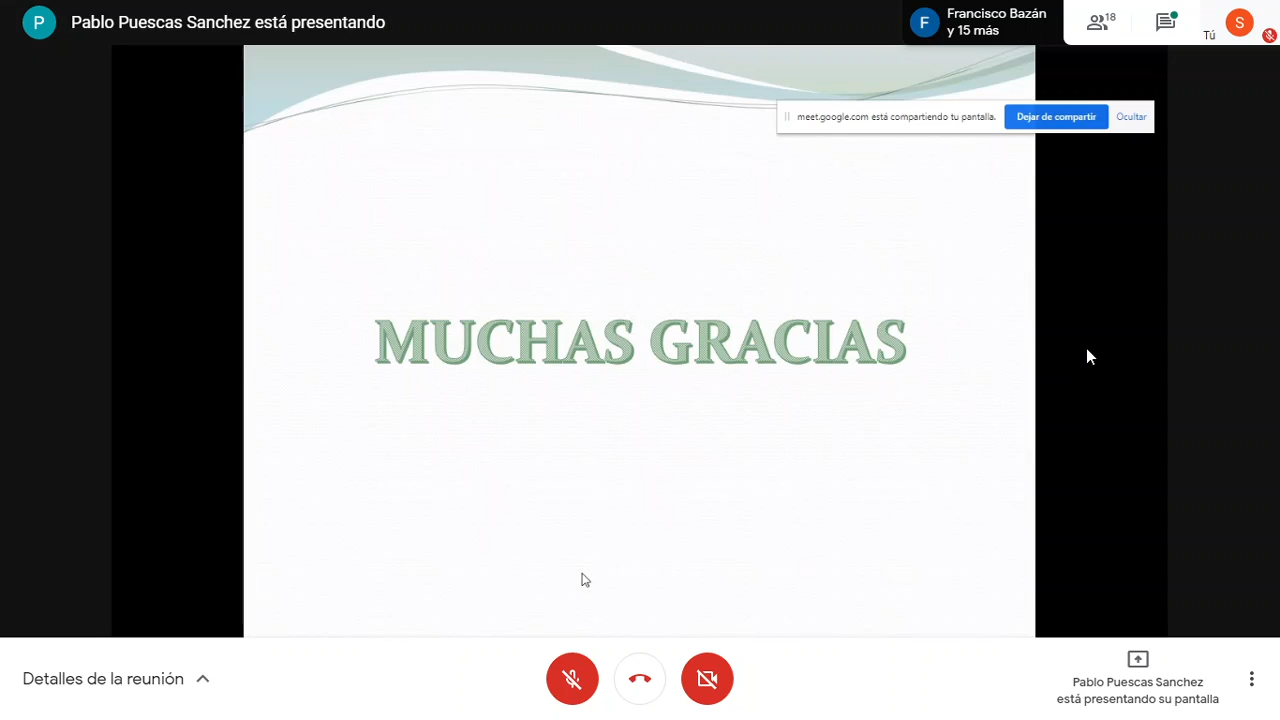 P
Pablo Puescas Sanchez está presentando
F
Francisco Bazán
y 15 más
18
Tú
S
meet.google.com está compartiendo tu pantalla.
Dejar de compartir
Ocultar
MUCHAS GRACIAS
Detalles de la reunión
Pablo Puescas Sanchez
está presentando su pantalla